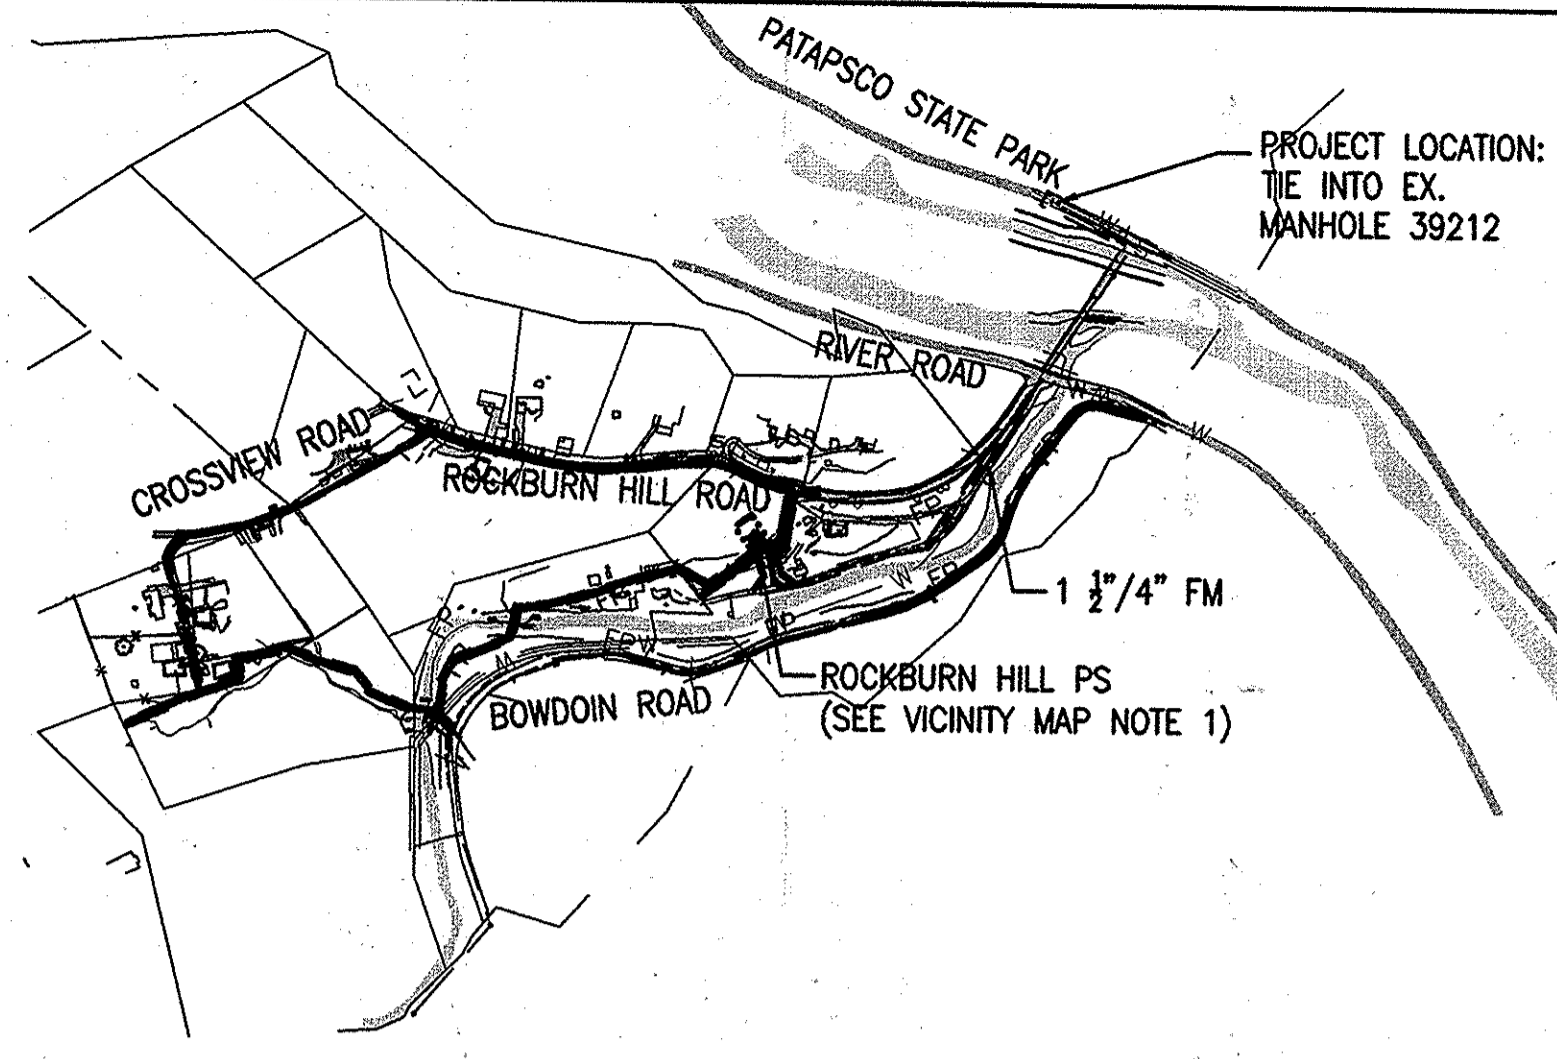 PATAPSCO STATE PARK
PROJECT LOCATION:
TIE INTO EX.
MANHOLE 39212
RIVER ROAD
CROSSVIEW ROAD
ROCKBURN HILL ROAD
1 1/2"/4" FM
ROCKBURN HILL PS
(SEE VICINITY MAP NOTE 1)
BOWDOIN ROAD
W
W
W
W
W
EP